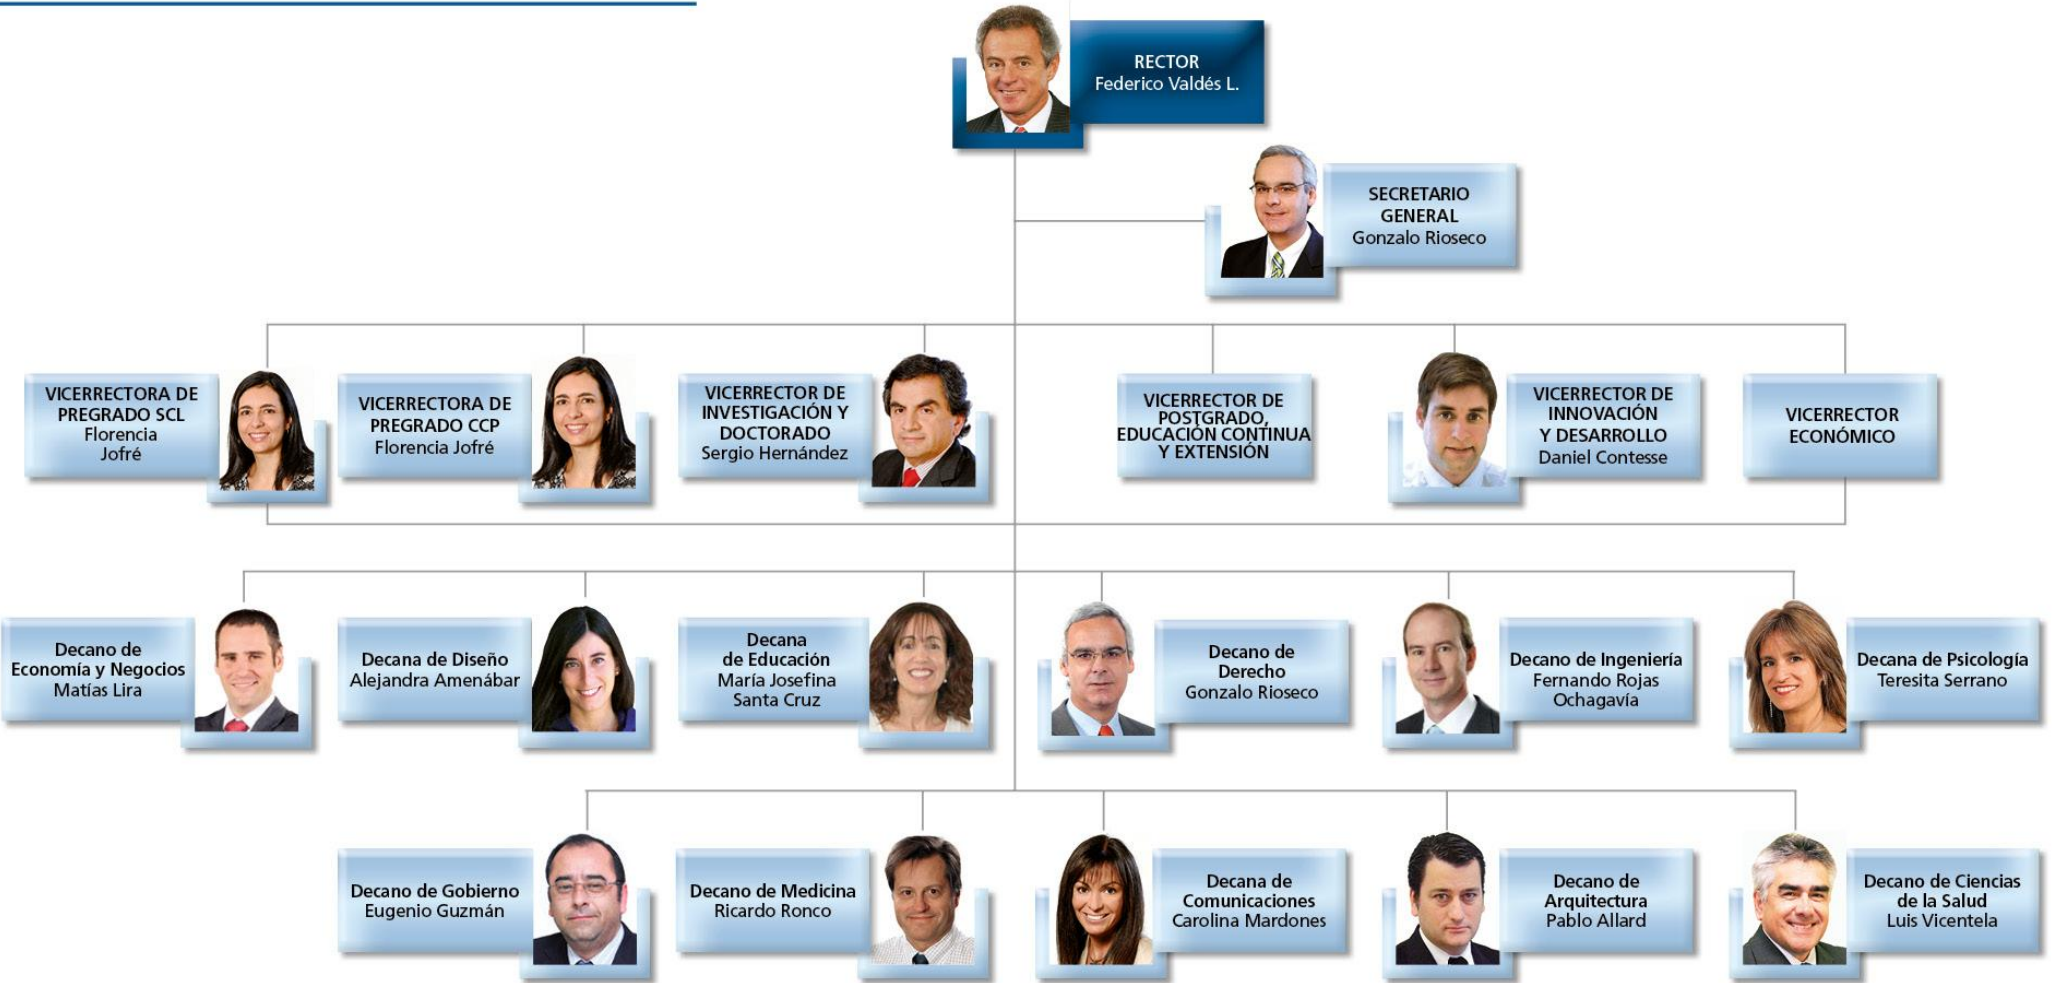 RECTOR
Federico Valdés L.
SECRETARIO
GENERAL
Gonzalo Rioseco
VICERRECTORA DE
PREGRADO SCL
Florencia
Jofré
VICERRECTORA DE
PREGRADO CCP
Florencia Jofré
VICERRECTOR DE
INVESTIGACIÓN Y
DOCTORADO
Sergio Hernández
VICERRECTOR DE
POSTGRADO,
EDUCACIÓN CONTINUA
Y EXTENSIÓN
VICERRECTOR DE
INNOVACIÓN
Y DESARROLLO
Daniel Contesse
VICERRECTOR
ECONÓMICO
Decano de
Economía y Negocios
Matías Lira
Decana de Diseño
Alejandra Amenábar
Decana
de Educación
María Josefina
Santa Cruz
Decano de
Derecho
Gonzalo Rioseco
Decano de Ingeniería
Fernando Rojas
Ochagavía
Decana de Psicología
Teresita Serrano
Decano de Gobierno
Eugenio Guzmán
Decano de Medicina
Ricardo Ronco
Decana de
Comunicaciones
Carolina Mardones
Decano de
Arquitectura
Pablo Allard
Decano de Ciencias
de la Salud
Luis Vicentela